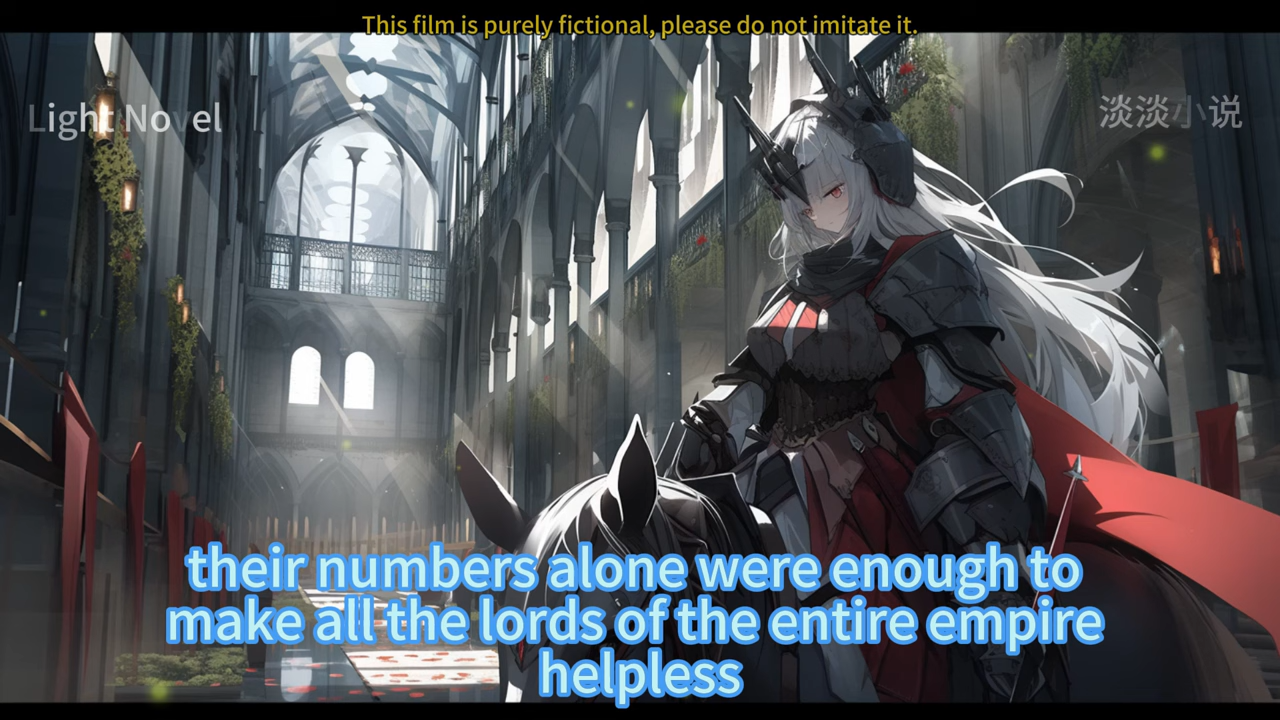 This film is purely fictional, please do not imitate it.
Light Novel
淡淡小说
their numbers alone were enough to
make all the lords of the entire empire
helpless